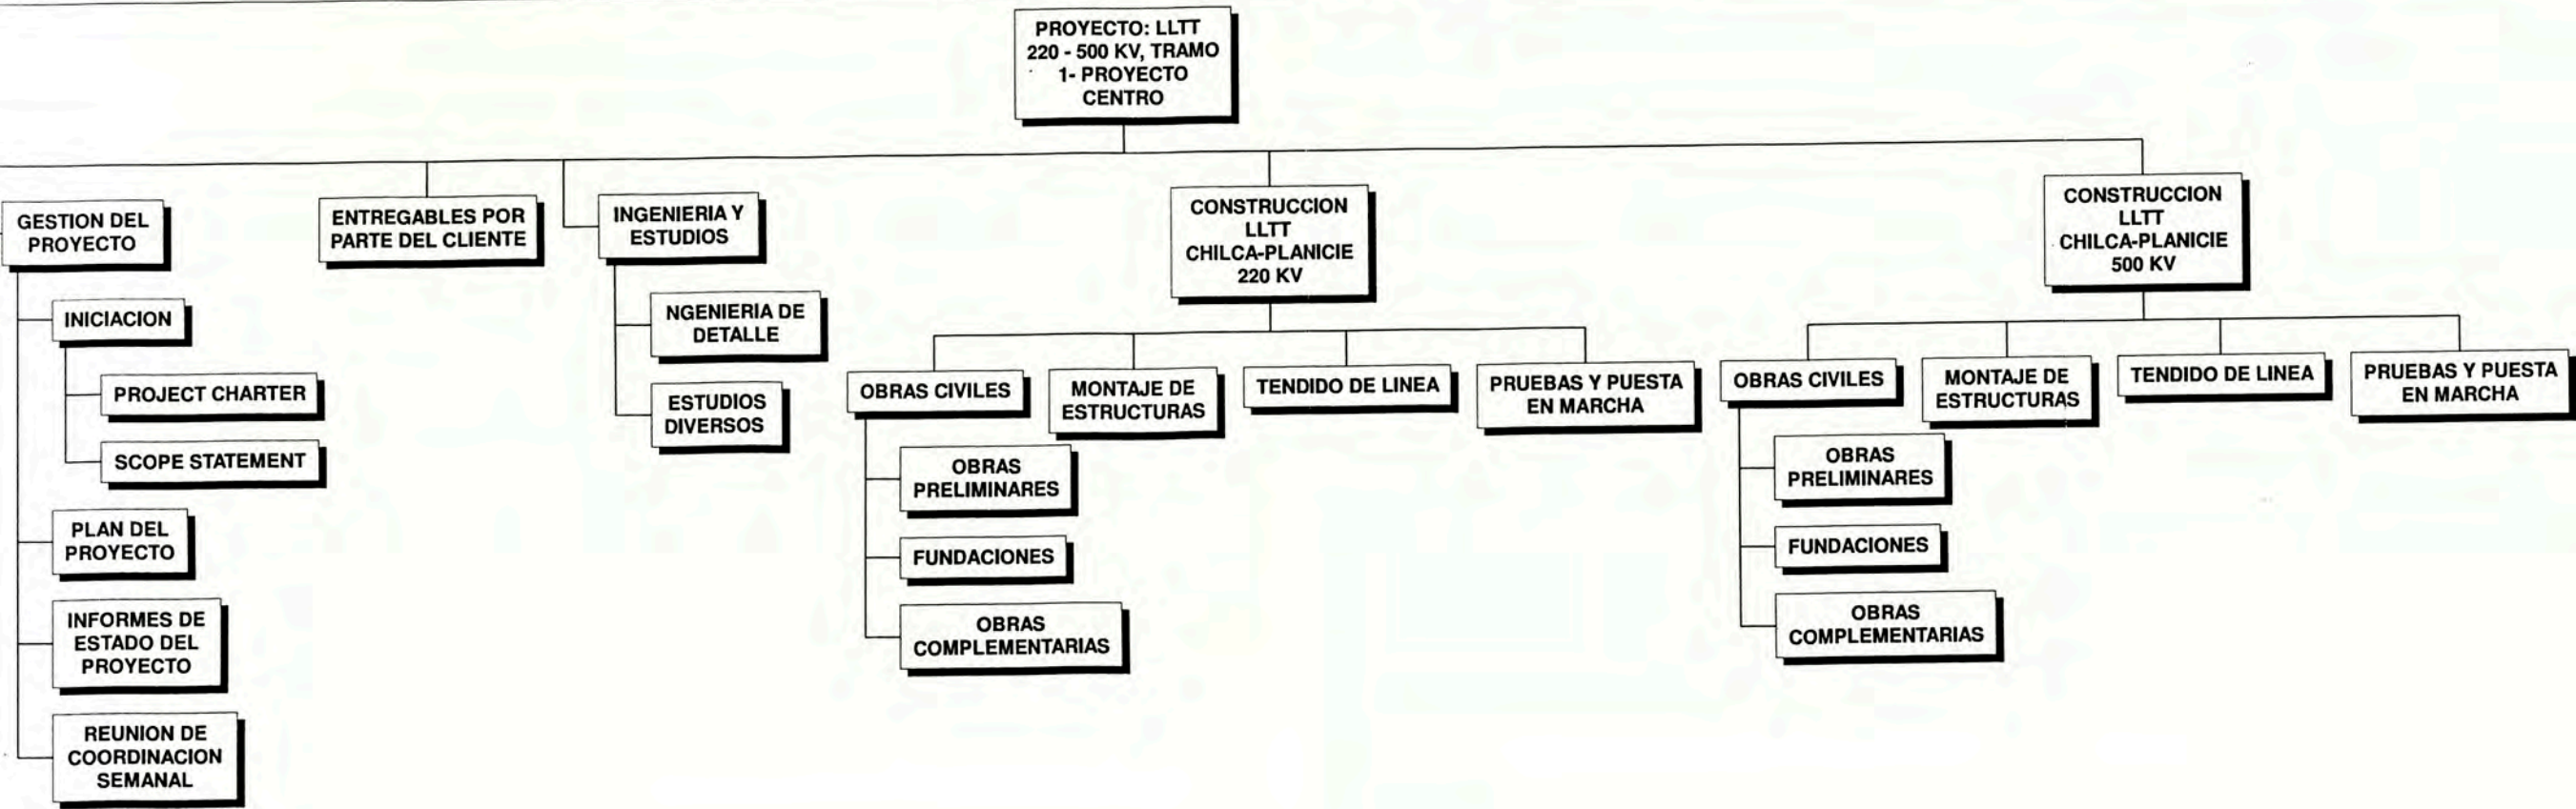 PROYECTO: LLTT
220 - 500 KV, TRAMO
1- PROYECTO
CENTRO
GESTION DEL
PROYECTO
INICIACION
PROJECT CHARTER
SCOPE STATEMENT
PLAN DEL
PROYECTO
INFORMES DE
ESTADO DEL
PROYECTO
REUNION DE
COORDINACION
SEMANAL
ENTREGABLES POR
PARTE DEL CLIENTE
INGENIERIA Y
ESTUDIOS
NGENIERIA DE
DETALLE
ESTUDIOS
DIVERSOS
CONSTRUCCION
LLTT
CHILCA-PLANICIE
220 KV
OBRAS CIVILES
OBRAS
PRELIMINARES
FUNDACIONES
OBRAS
COMPLEMENTARIAS
MONTAJE DE
ESTRUCTURAS
TENDIDO DE LINEA
PRUEBAS Y PUESTA
EN MARCHA
CONSTRUCCION
LLTT
CHILCA-PLANICIE
500 KV
OBRAS CIVILES
OBRAS
PRELIMINARES
FUNDACIONES
OBRAS
COMPLEMENTARIAS
MONTAJE DE
ESTRUCTURAS
TENDIDO DE LINEA
PRUEBAS Y PUESTA
EN MARCHA